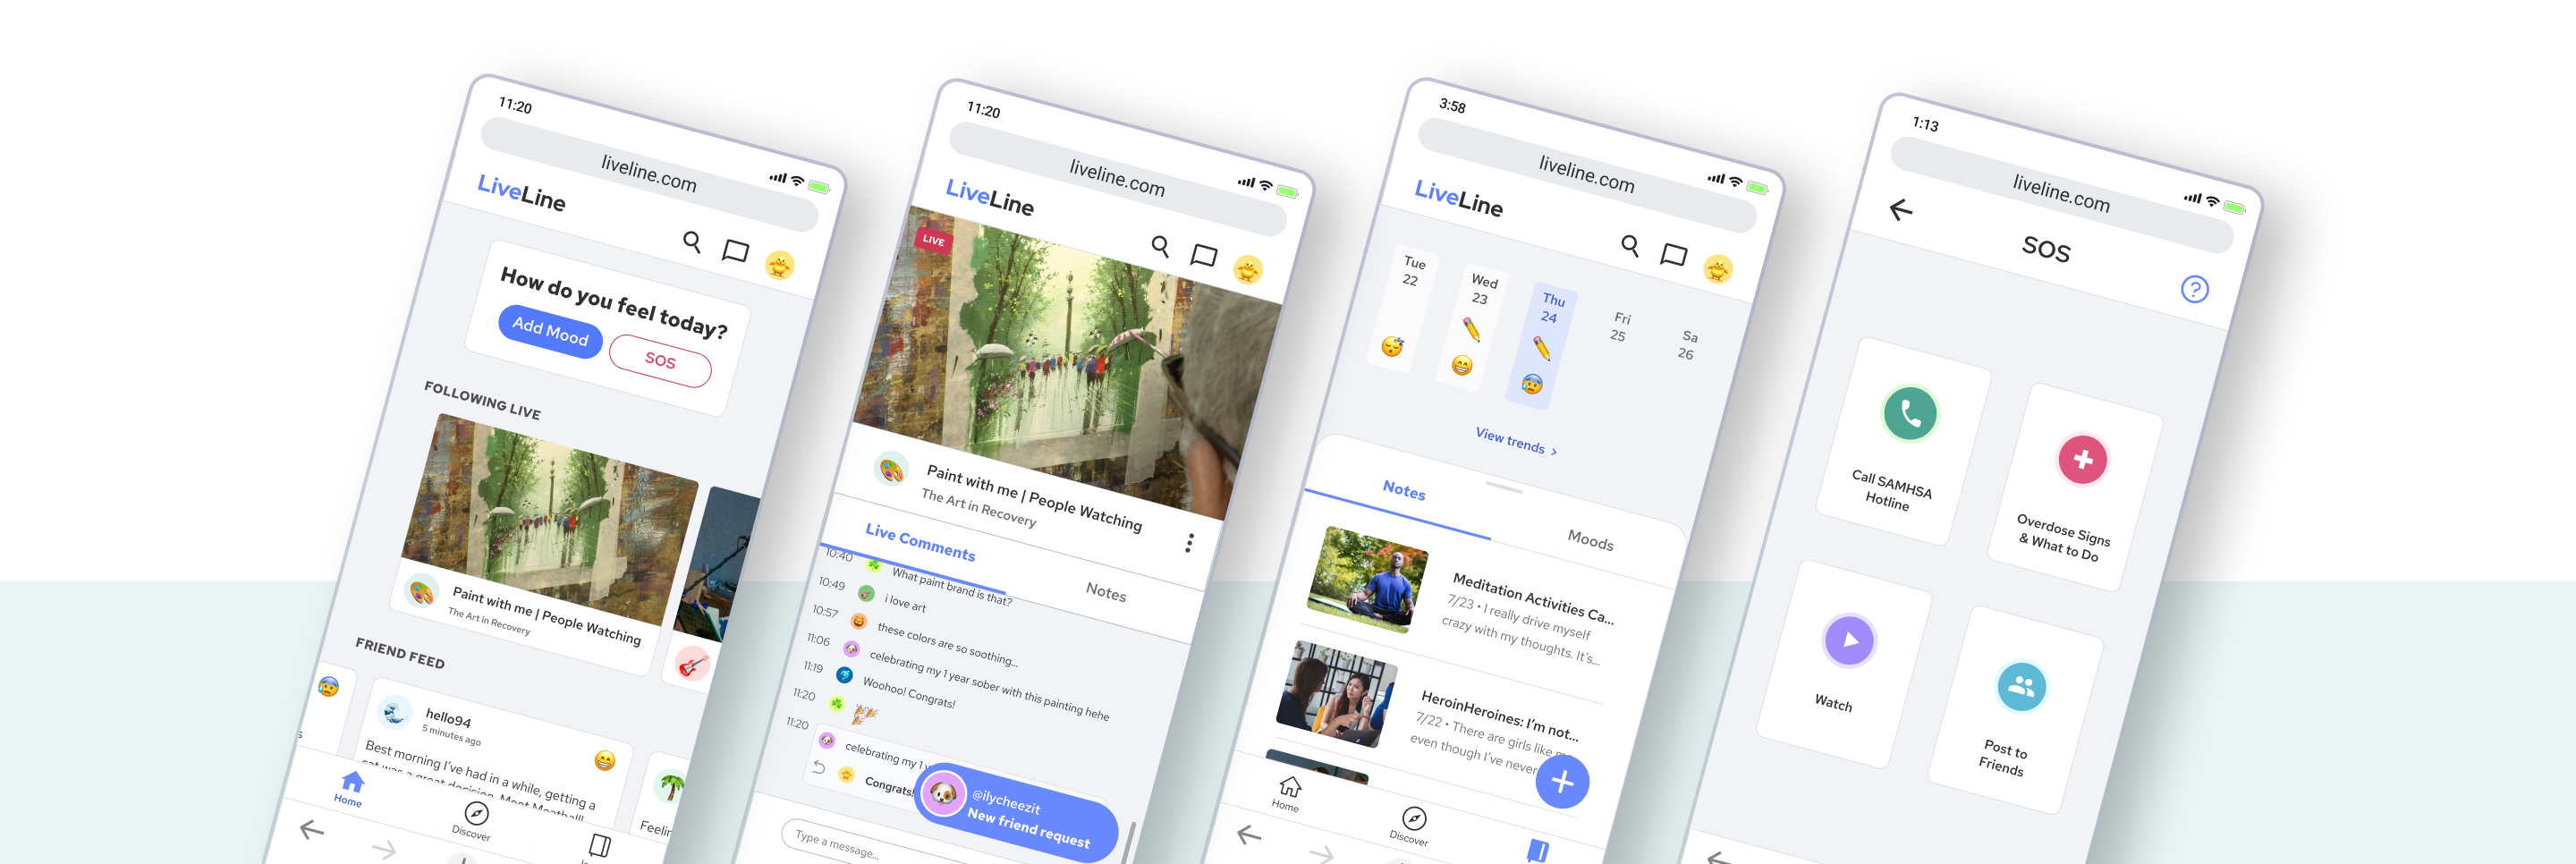 11:20
liveline.com
LiveLine
How do you feel today?
Add Mood
SOS
FOLLOWING LIVE
Paint with me | People Watching
The Art in Recovery
FRIEND FEED
s
hello94
5 minutes ago
Best morning I've had in a while, getting a
cat was a great decision. Meet Meatball!
Feelin
Home
Discover
11:20
liveline.com
LiveLine
LIVE
Paint with me | People Watching
The Art in Recovery
Live Comments
Notes
10:40 What paint brand is that?
10:49 i love art
10:57 these colors are so soothing...
11:06 celebrating my 1 year sober with this painting hehe
11:19 Woohoo! Congrats!
11:20
11:20 celebrating my 1 y
Congrats!
@ilycheezit
New friend request
Type a message...
3:58
liveline.com
LiveLine
Tue
22
Wed
23
Thu
24
Fri
25
Sa
26
View trends >
Notes
Moods
Meditation Activities Ca...
7/23 • I really drive myself
crazy with my thoughts. It's...
HeroinHeroines: I'm not...
7/22 • There are girls like m
even though I've never
Home
Discover
1:13
liveline.com
SOS
?
Call SAMHSA
Hotline
Overdose Signs
& What to Do
Watch
Post to
Friends